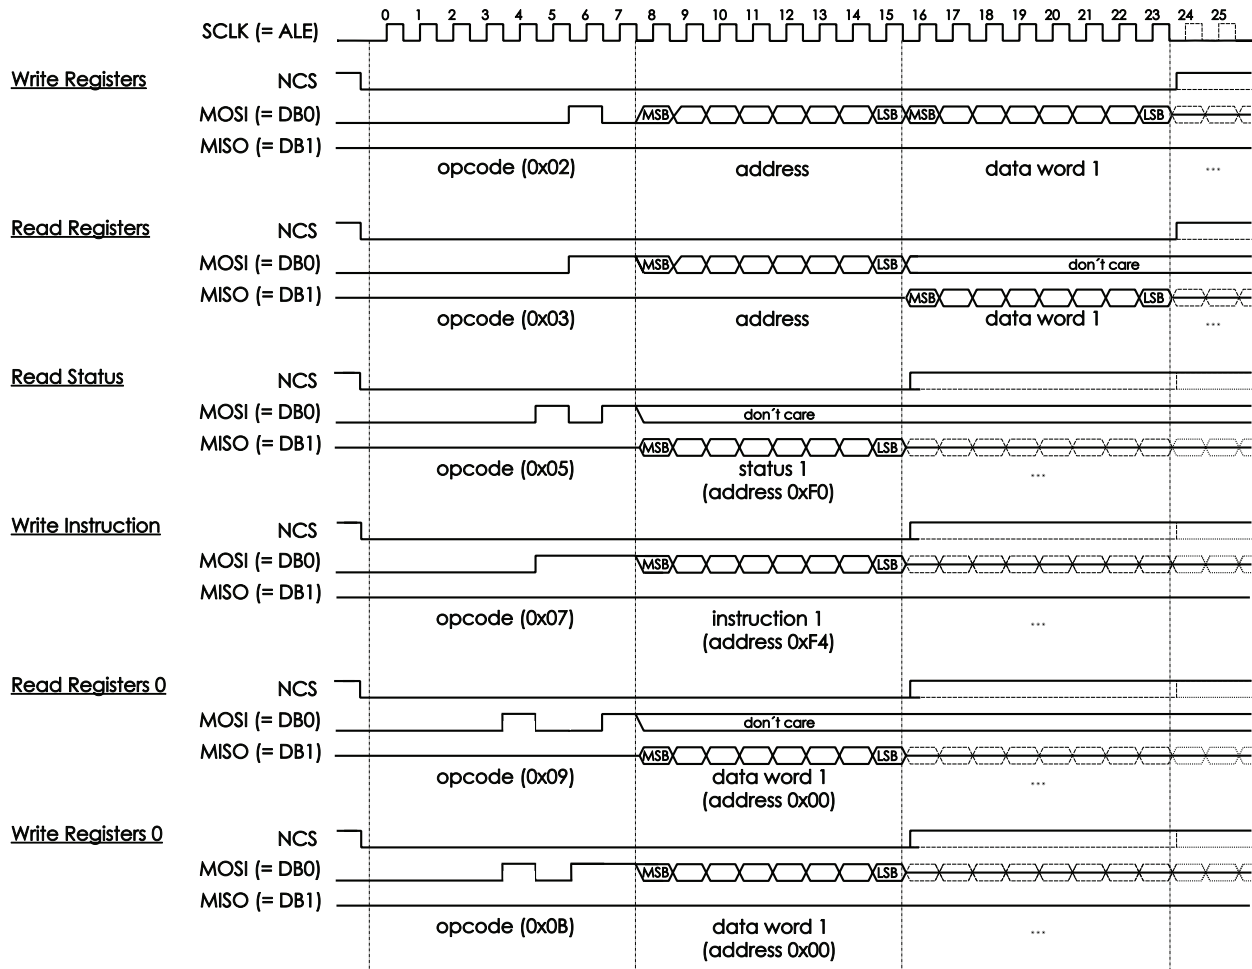 0 1 2 3 4 5 6 7 8 9 10 11 12 13 14 15 16 17 18 19 20 21 22 23 24 25
SCLK (= ALE)
Write Registers
NCS
MOSI (= DB0) MSB LSB MSB LSB
MISO (= DB1)
opcode (0x02) address data word 1 ...
Read Registers
NCS
MOSI (= DB0) MSB LSB don´t care
MISO (= DB1) MSB LSB
opcode (0x03) address data word 1 ...
Read Status
NCS
MOSI (= DB0) don´t care
MISO (= DB1) MSB LSB
opcode (0x05) status 1 ...
(address 0xF0)
Write Instruction
NCS
MOSI (= DB0) MSB LSB
MISO (= DB1)
opcode (0x07) instruction 1 ...
(address 0xF4)
Read Registers 0
NCS
MOSI (= DB0) don´t care
MISO (= DB1) MSB LSB
opcode (0x09) data word 1 ...
(address 0x00)
Write Registers 0
NCS
MOSI (= DB0) MSB LSB
MISO (= DB1)
opcode (0x0B) data word 1 ...
(address 0x00)